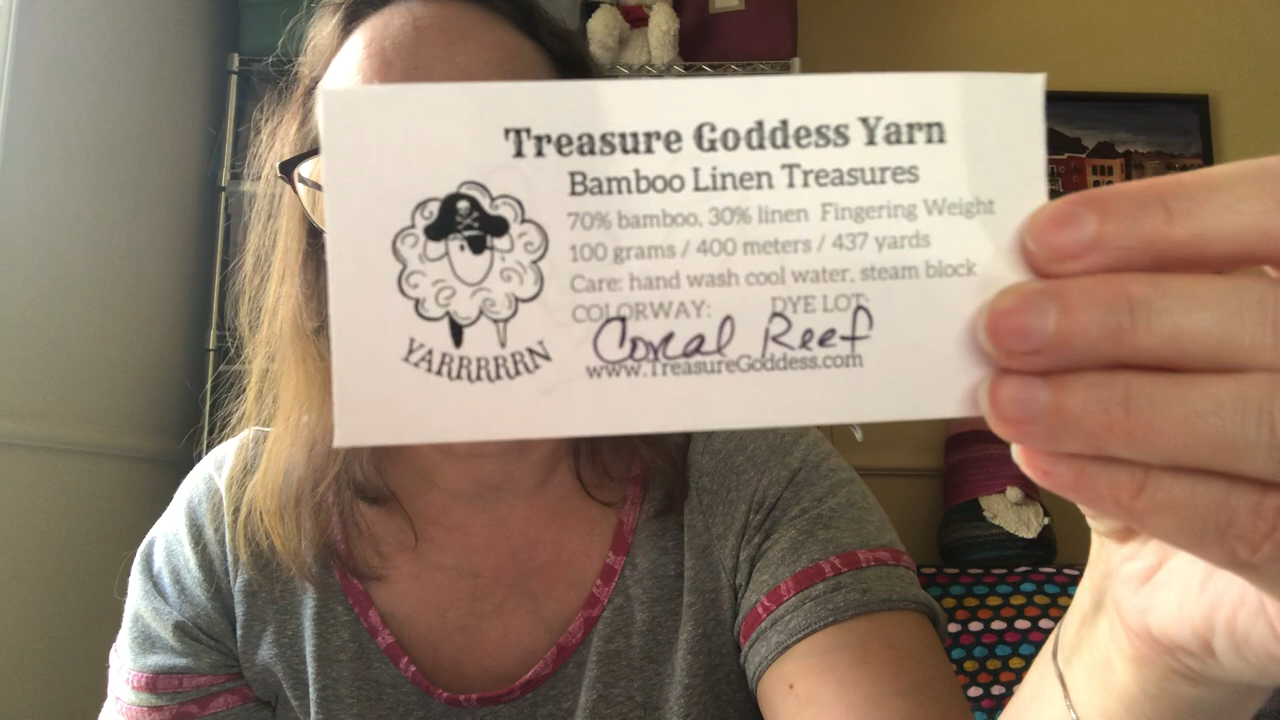 Treasure Goddess Yarn
Bamboo Linen Treasures
70% bamboo, 30% linen Fingering Weight
100 grams / 400 meters / 437 yards
Care: hand wash cool water, steam block
COLORWAY: DYE LOT:
Coral Reef
www.TreasureGoddess.com
YARRRRRN